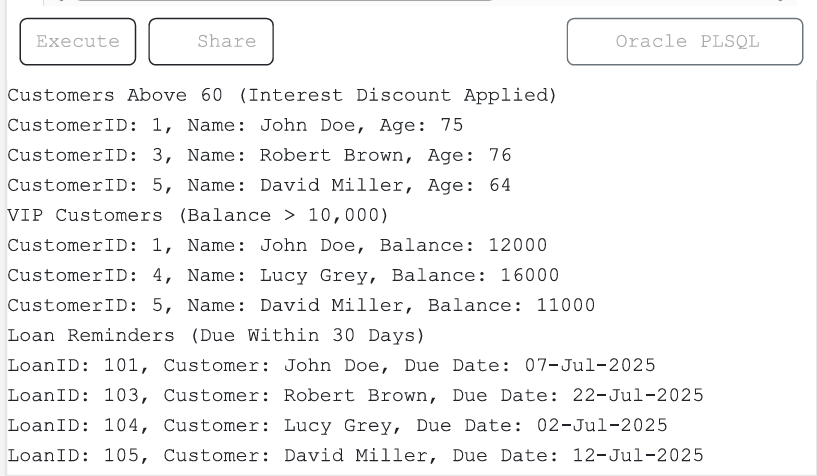 Execute Share Oracle PLSQL
Customers Above 60 (Interest Discount Applied)
CustomerID: 1, Name: John Doe, Age: 75
CustomerID: 3, Name: Robert Brown, Age: 76
CustomerID: 5, Name: David Miller, Age: 64
VIP Customers (Balance > 10,000)
CustomerID: 1, Name: John Doe, Balance: 12000
CustomerID: 4, Name: Lucy Grey, Balance: 16000
CustomerID: 5, Name: David Miller, Balance: 11000
Loan Reminders (Due Within 30 Days)
LoanID: 101, Customer: John Doe, Due Date: 07-Jul-2025
LoanID: 103, Customer: Robert Brown, Due Date: 22-Jul-2025
LoanID: 104, Customer: Lucy Grey, Due Date: 02-Jul-2025
LoanID: 105, Customer: David Miller, Due Date: 12-Jul-2025